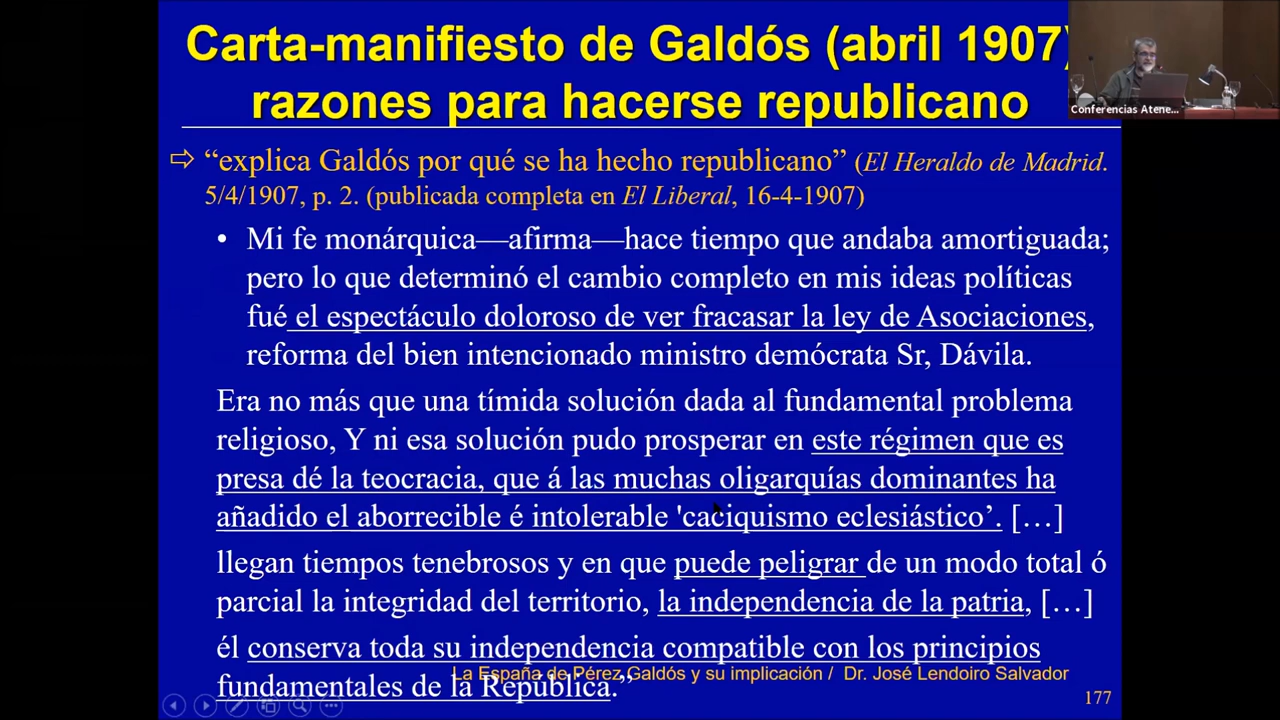 Carta-manifiesto de Galdós (abril 1907)
razones para hacerse republicano
Conferencias Atene...
⇨ “explica Galdós por qué se ha hecho republicano” (El Heraldo de Madrid.
5/4/1907, p. 2. (publicada completa en El Liberal, 16-4-1907)
• Mi fe monárquica—afirma—hace tiempo que andaba amortiguada;
pero lo que determinó el cambio completo en mis ideas políticas
fué el espectáculo doloroso de ver fracasar la ley de Asociaciones,
reforma del bien intencionado ministro demócrata Sr, Dávila.
Era no más que una tímida solución dada al fundamental problema
religioso, Y ni esa solución pudo prosperar en este régimen que es
presa dé la teocracia, que á las muchas oligarquías dominantes ha
añadido el aborrecible é intolerable 'caciquismo eclesiástico’. […]
llegan tiempos tenebrosos y en que puede peligrar de un modo total ó
parcial la integridad del territorio, la independencia de la patria, […]
él conserva toda su independencia compatible con los principios
fundamentales de la República.”
La España de Pérez Galdós y su implicación / Dr. José Lendoiro Salvador
177